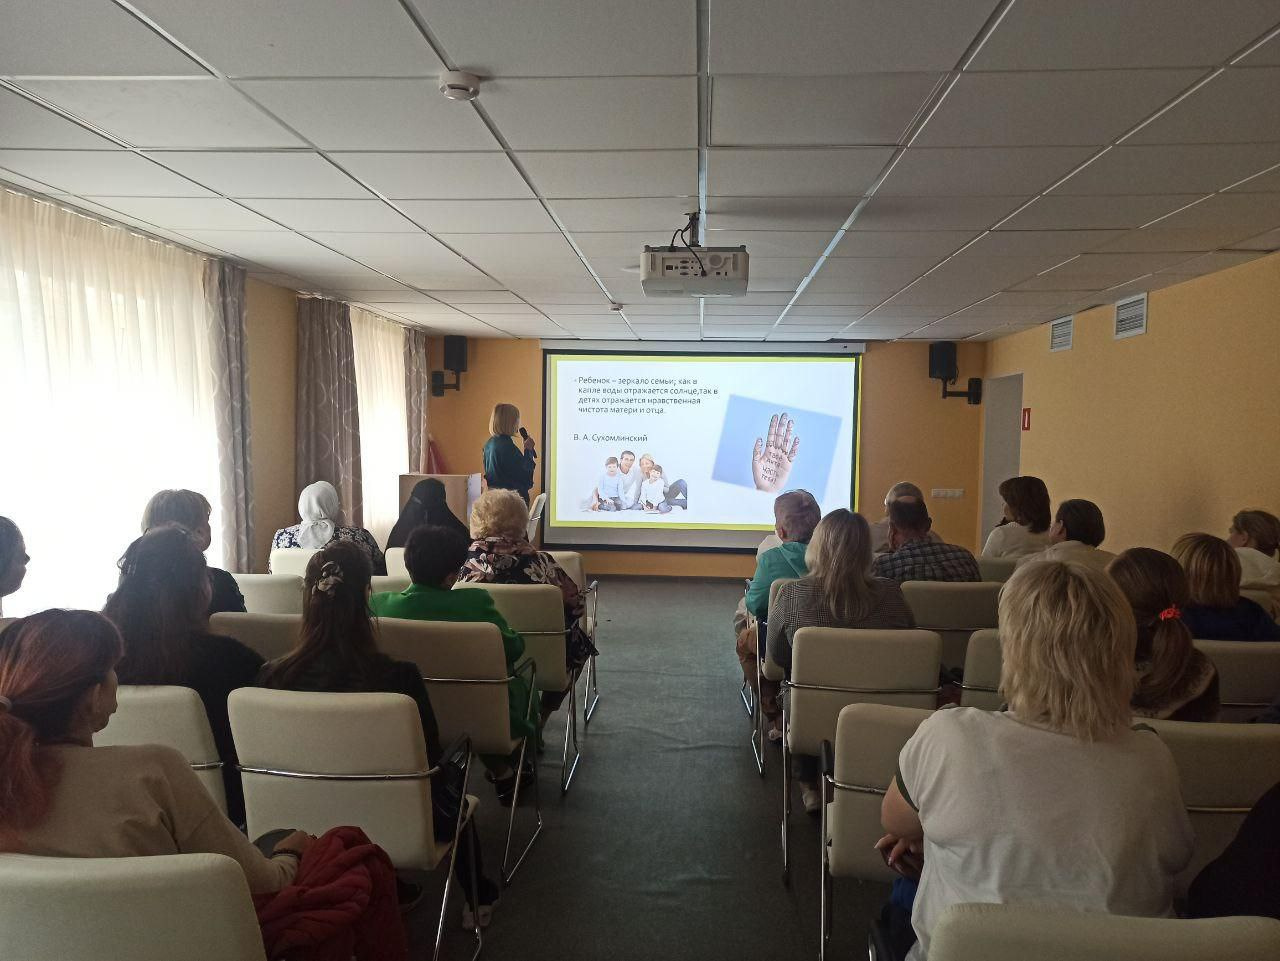 Ребенок – зеркало семьи; как в
капле воды отражается солнце,так в
детях отражается нравственная
чистота матери и отца.
В. А. Сухомлинский